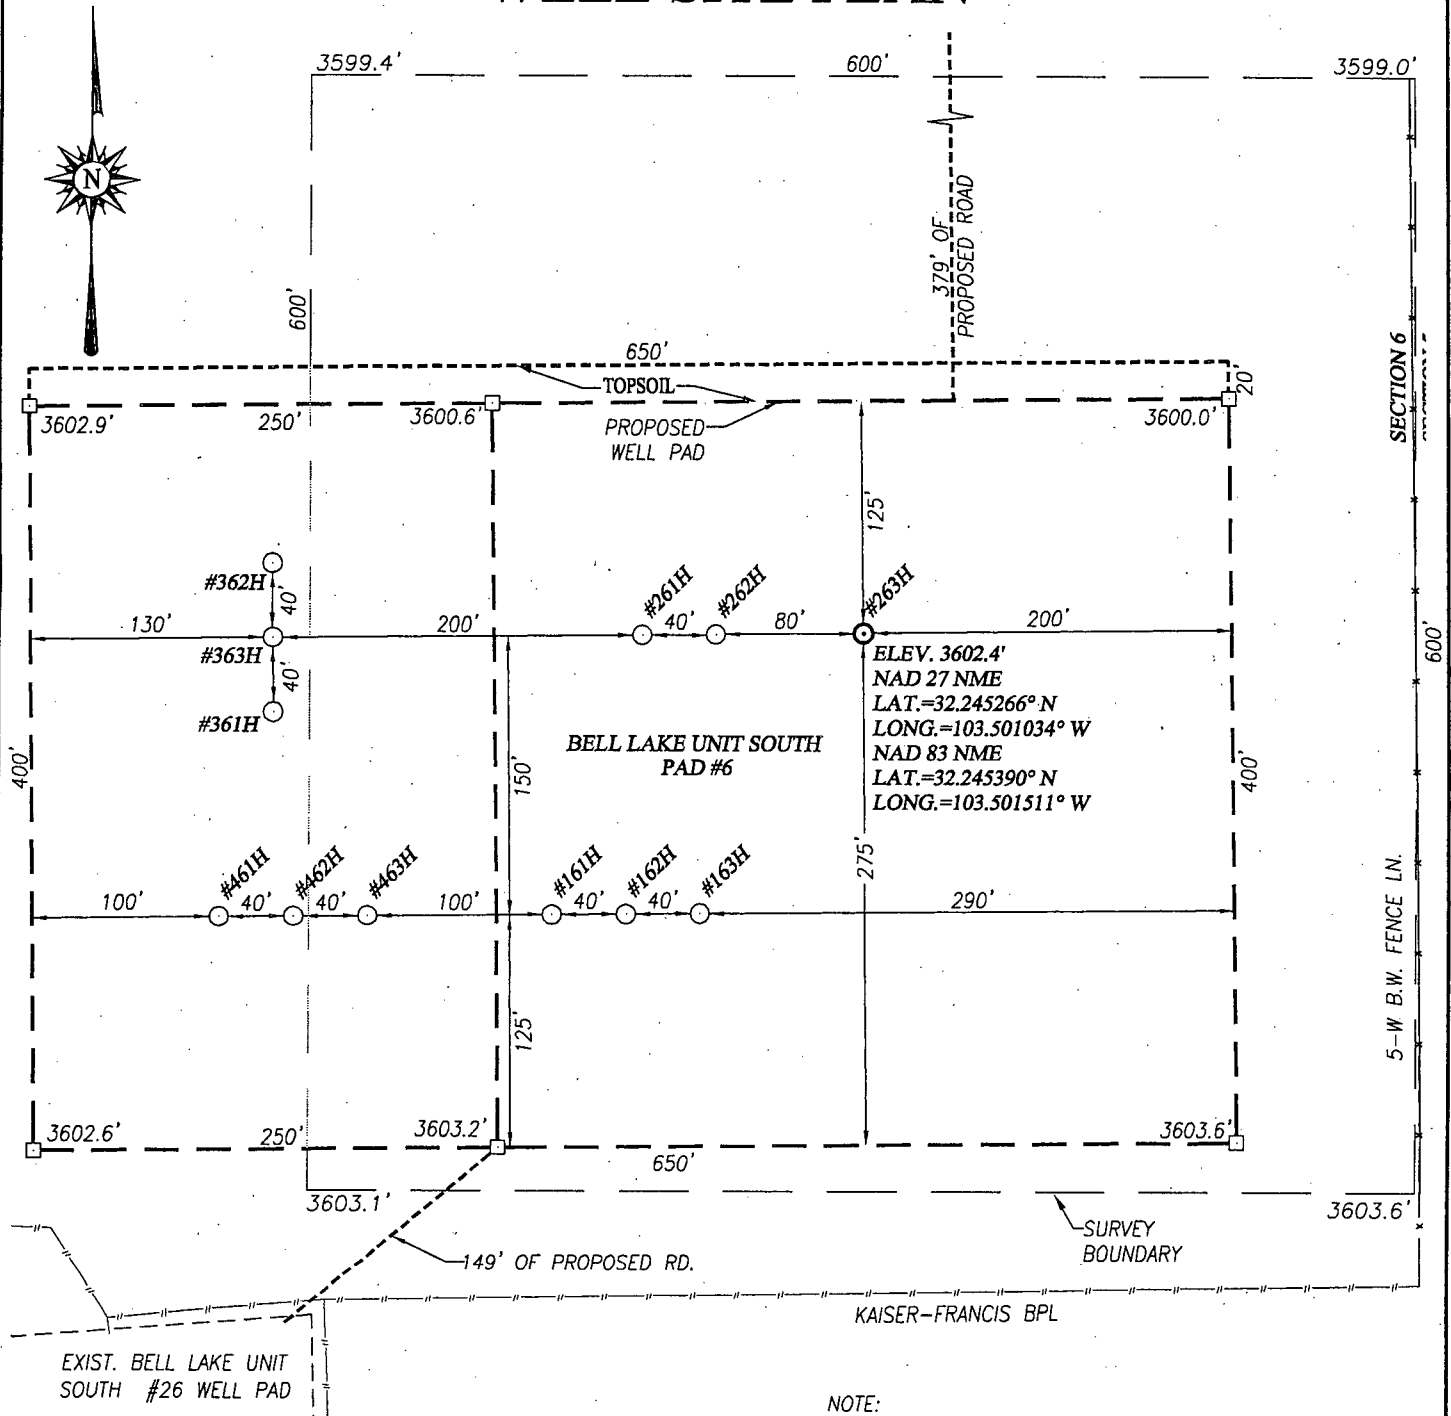 3599.4'
600'
3599.0'
N
379' OF
PROPOSED ROAD
600'
650'
TOPSOIL
20'
SECTION 6
3602.9'
250'
3600.6'
PROPOSED
WELL PAD
3600.0'
125'
#362H
40'
#261H
#262H
#263H
130'
200'
40'
80'
200'
600'
#363H
40'
#361H
ELEV. 3602.4'
NAD 27 NME
LAT.=32.245266° N
LONG.=103.501034° W
NAD 83 NME
LAT.=32.245390° N
LONG.=103.501511° W
BELL LAKE UNIT SOUTH
PAD #6
400'
150'
400'
275'
#461H
#462H
#463H
#161H
#162H
#163H
100'
40'
40'
100'
40'
40'
290'
5-W B.W. FENCE LN.
125'
3602.6'
250'
3603.2'
650'
3603.6'
3603.1'
3603.6'
SURVEY
BOUNDARY
149' OF PROPOSED RD.
KAISER-FRANCIS BPL
EXIST. BELL LAKE UNIT
SOUTH #26 WELL PAD
NOTE: